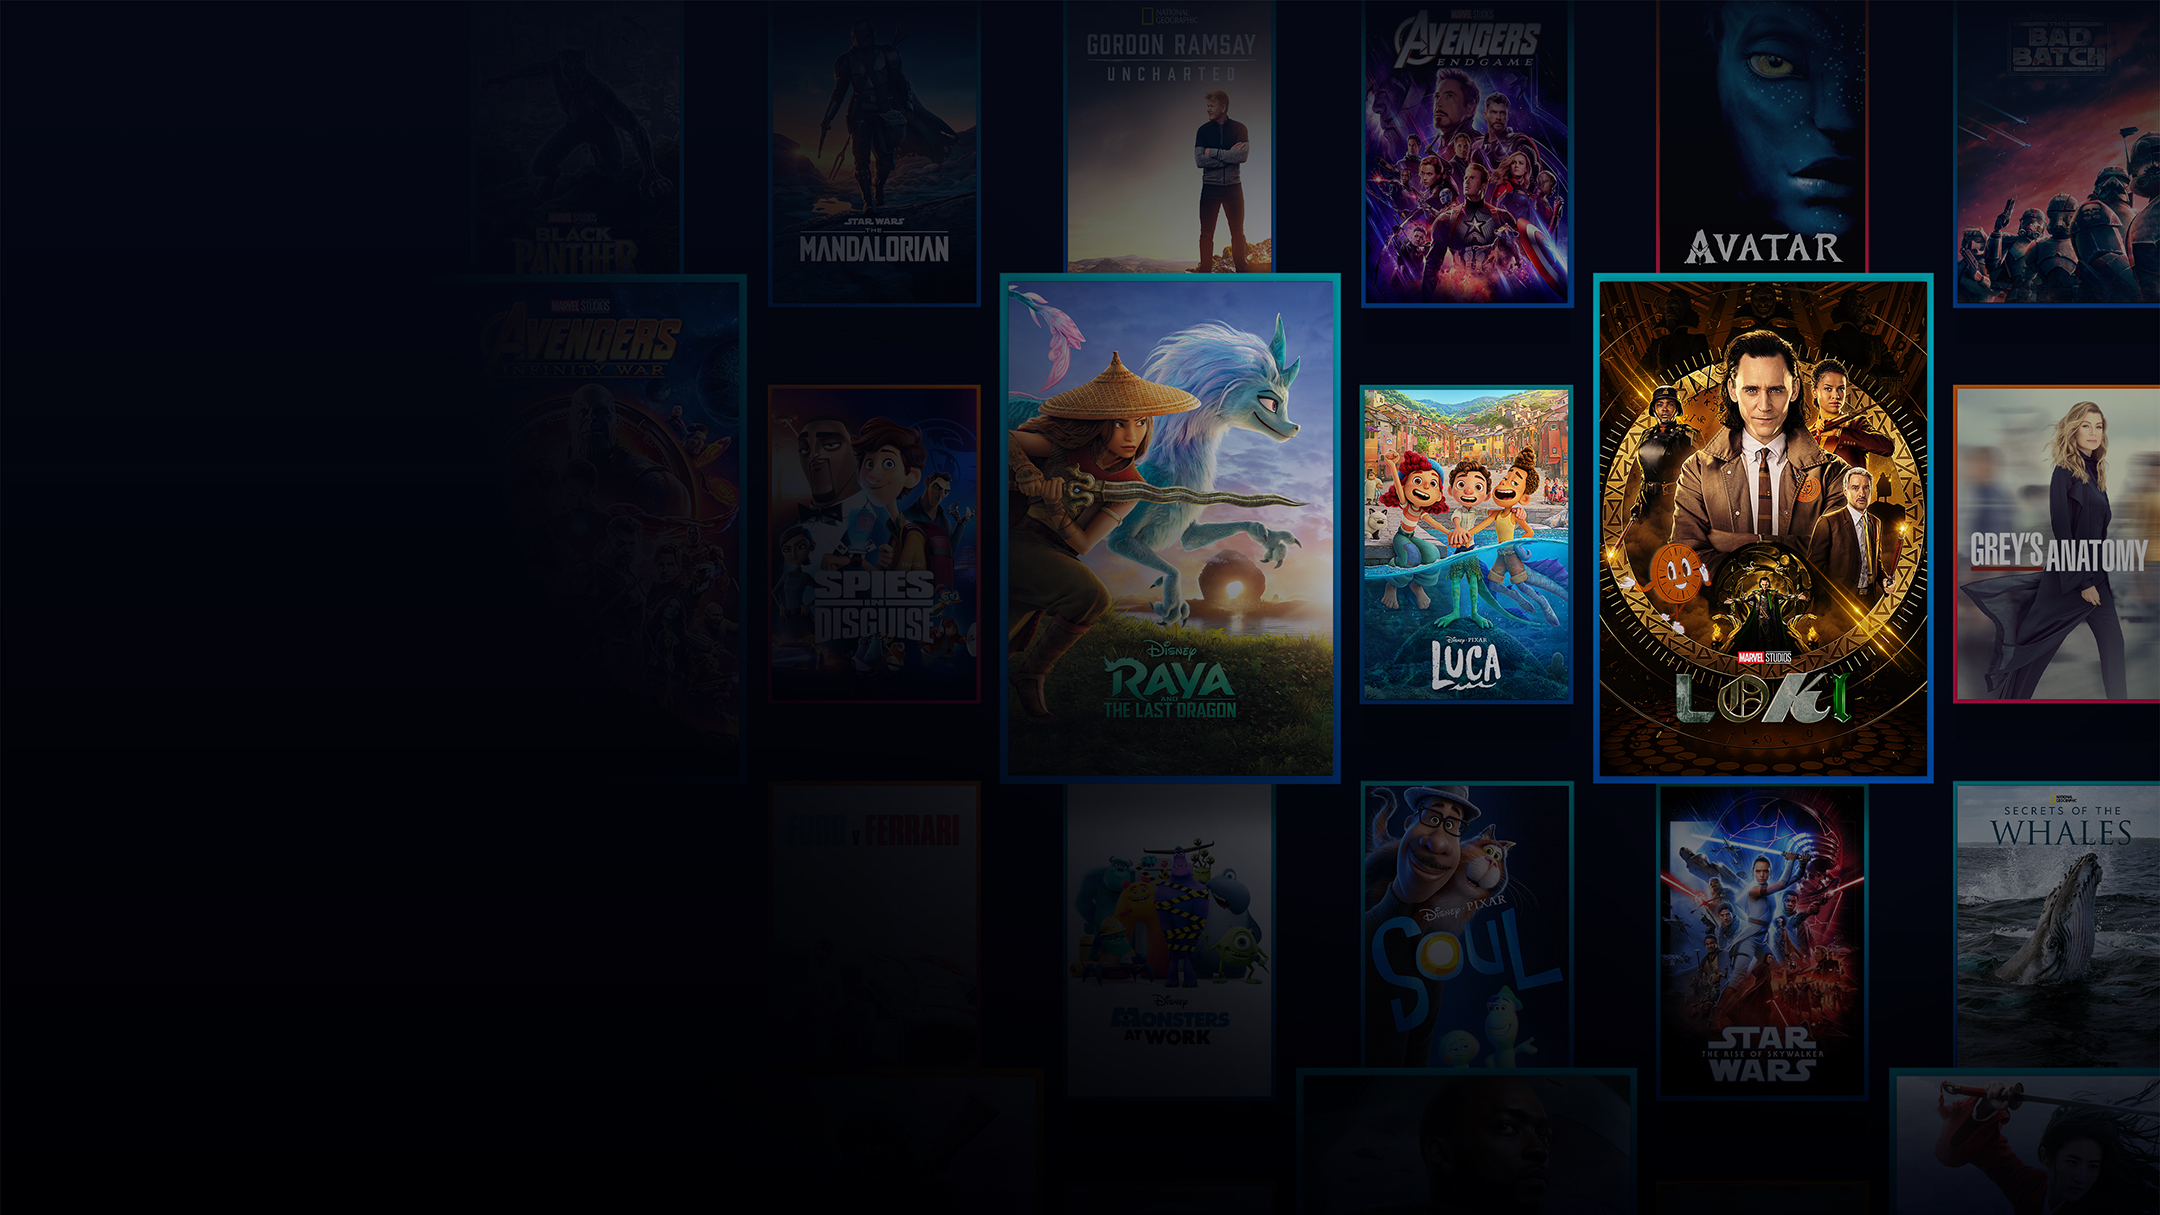 NATIONAL
GEOGRAPHIC
GORDON RAMSAY
UNCHARTED
MARVEL STUDIOS
AVENGERS
ENDGAME
BAD
BATCH
MARVEL STUDIOS
BLACK
PANTHER
STAR WARS
THE
MANDALORIAN
AVATAR
MARVEL STUDIOS
AVENGERS
INFINITY WAR
SPIES
IN
DISGUISE
Disney
RAYA
AND
THE LAST DRAGON
Disney · PIXAR
LUCA
MARVEL STUDIOS
LOKI
GREY'S ANATOMY
FORD v FERRARI
Disney
MONSTERS
AT WORK
Disney PIXAR
SOUL
STAR
THE RISE OF SKYWALKER
WARS
NATIONAL
GEOGRAPHIC
SECRETS OF THE
WHALES